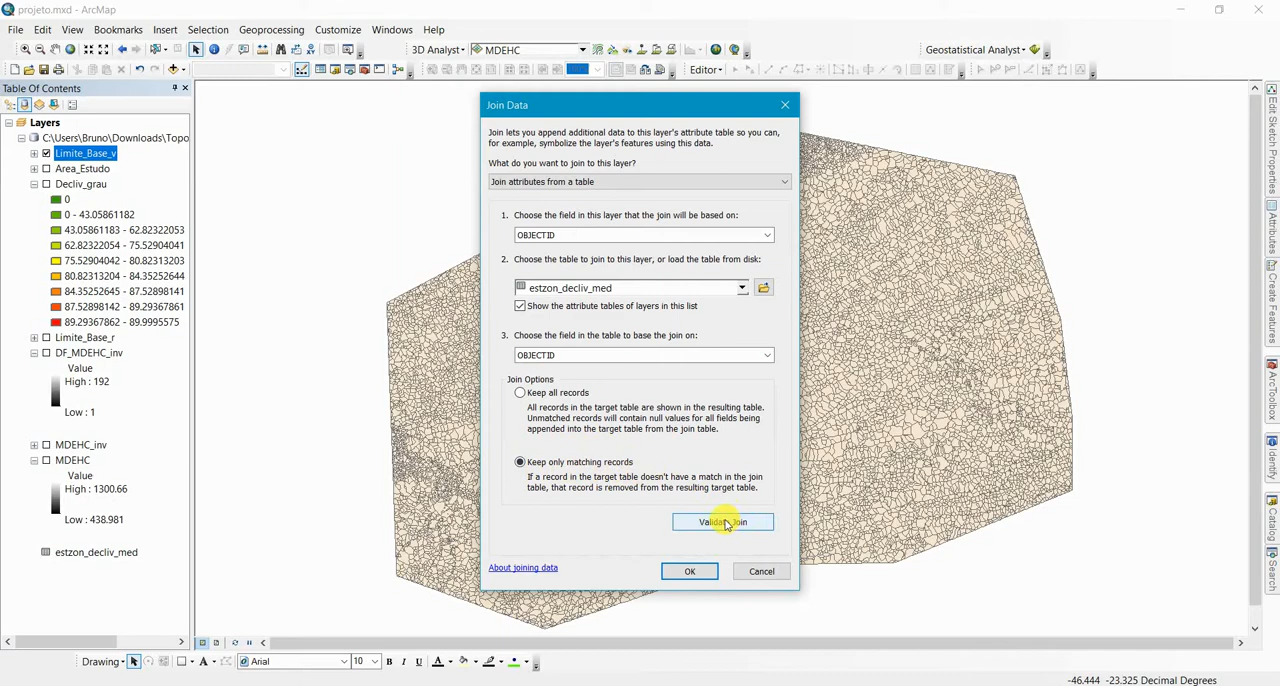 projeto.mxd - ArcMap
File Edit View Bookmarks Insert Selection Geoprocessing Customize Windows Help
3D Analyst MDEHC Geostatistical Analyst
Editor
Table Of Contents
Layers
C:\Users\Bruno\Downloads\Topo
Limite_Base_v
Area_Estudo
Decliv_grau
0
0 - 43.05861182
43.05861183 - 62.82322053
62.82322054 - 75.52904041
75.52904042 - 80.82313203
80.82313204 - 84.35252644
84.35252645 - 87.52898141
87.52898142 - 89.29367861
89.29367862 - 89.9995575
Limite_Base_r
DF_MDEHC_inv
Value
High : 192
Low : 1
MDEHC_inv
MDEHC
Value
High : 1300.66
Low : 438.981
estzon_decliv_med
Join Data
Join lets you append additional data to this layer's attribute table so you can,
for example, symbolize the layer's features using this data.
What do you want to join to this layer?
Join attributes from a table
1. Choose the field in this layer that the join will be based on:
OBJECTID
2. Choose the table to join to this layer, or load the table from disk:
estzon_decliv_med
Show the attribute tables of layers in this list
3. Choose the field in the table to base the join on:
OBJECTID
Join Options
Keep all records
All records in the target table are shown in the resulting table.
Unmatched records will contain null values for all fields being
appended into the target table from the join table.
Keep only matching records
If a record in the target table doesn't have a match in the join
table, that record is removed from the resulting target table.
Validate Join
About joining data
OK
Cancel
Edit Sketch Properties
Attributes
Create Features
ArcToolbox
Identify
Catalog
Search
Drawing Arial 10 B I U A
-46.444 -23.325 Decimal Degrees